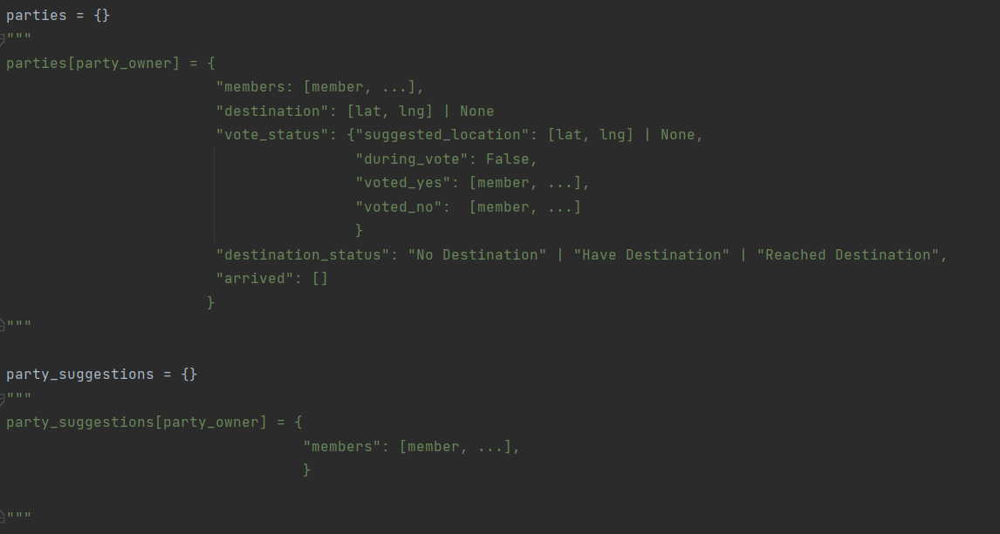 parties = {}
"""
parties[party_owner] = {
"members: [member, ...],
"destination": [lat, lng] | None
"vote_status": {"suggested_location": [lat, lng] | None,
"during_vote": False,
"voted_yes": [member, ...],
"voted_no":  [member, ...]
}
"destination_status": "No Destination" | "Have Destination" | "Reached Destination",
"arrived": []
}
"""
party_suggestions = {}
"""
party_suggestions[party_owner] = {
"members": [member, ...],
}
"""